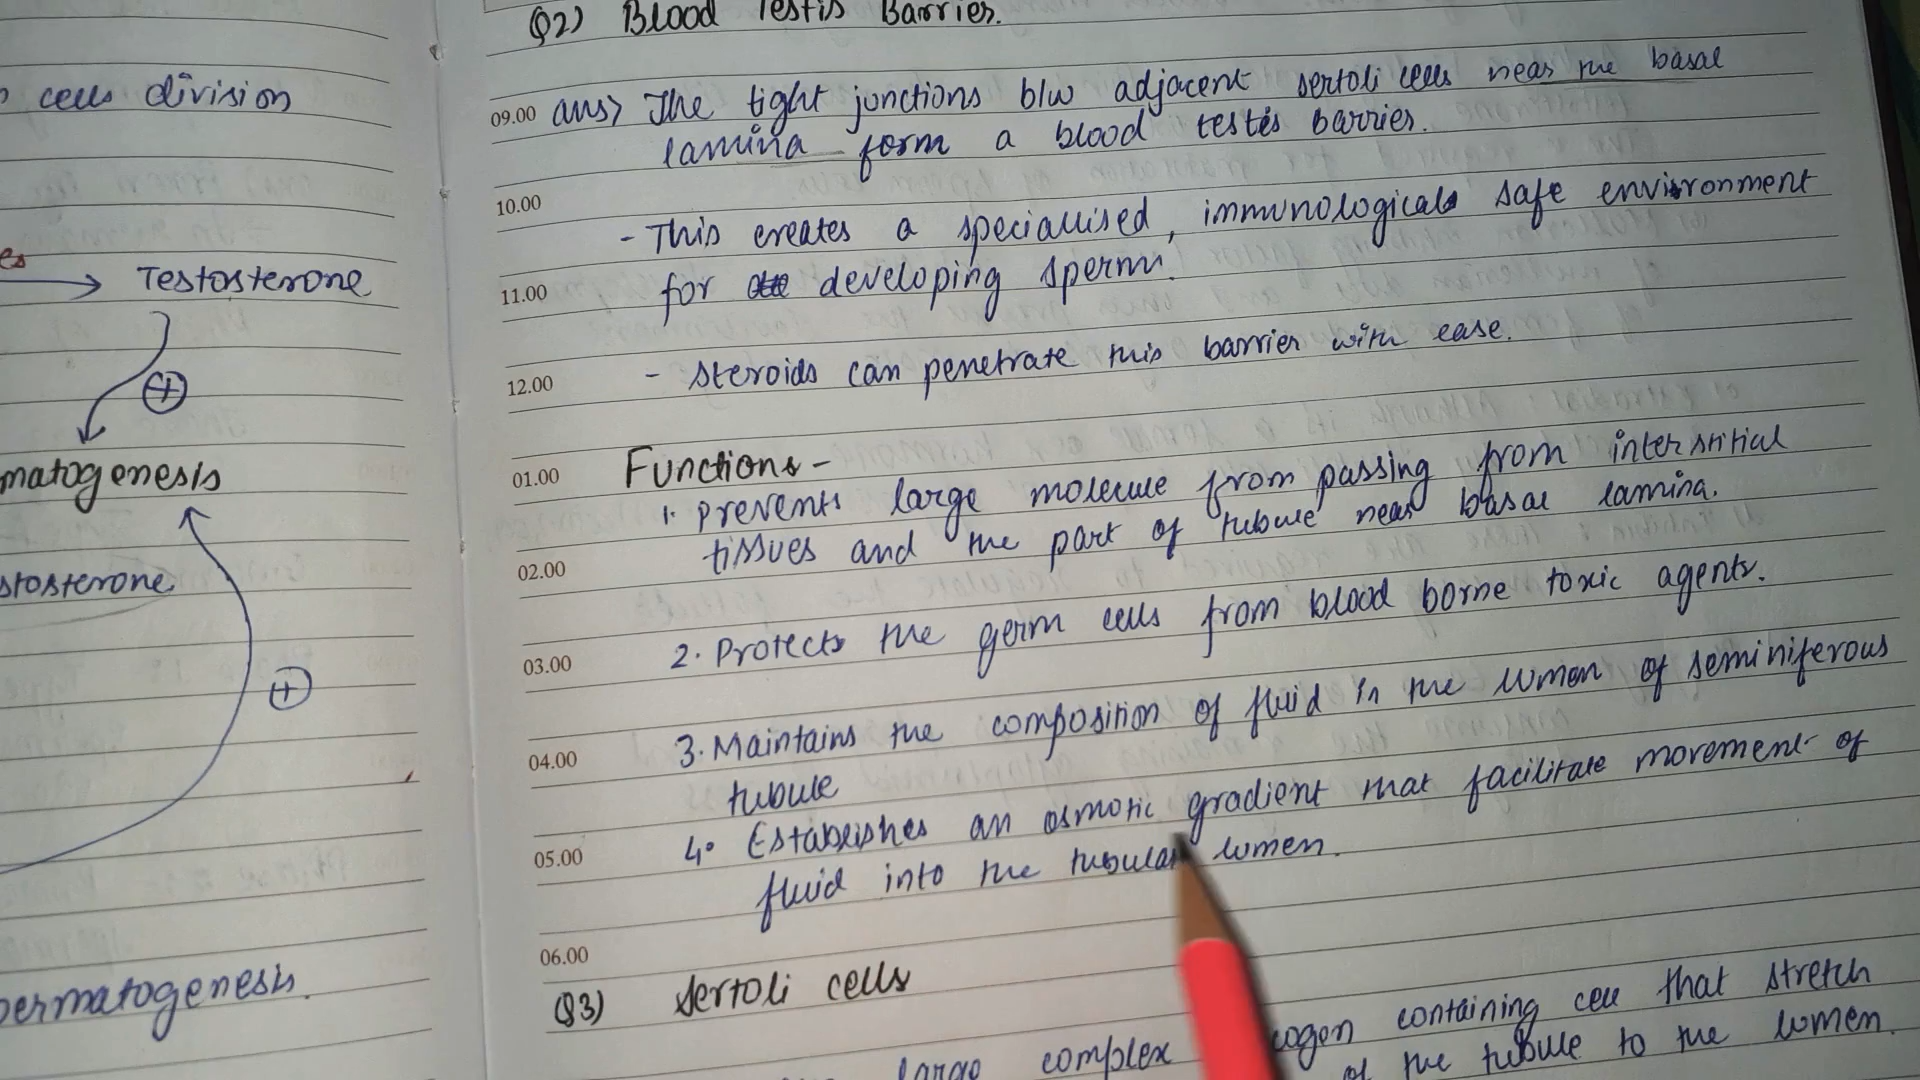 cells division
es
Testosterone
+
matogenesis
stosterone
+
permatogenesis.
Q2) Blood Testis Barrier.
09.00 ans> The tight junctions b/w adjacent sertoli cells near the basal
lamina form a blood testis barrier.
10.00
- This creates a specialised, immunologicals safe environment
11.00 for developing sperm.
12.00 - steroids can penetrate this barrier with ease.
01.00 Functions -
1. prevents large molecule from passing from interstitial
02.00 tissues and the part of tubule near basal lamina.
03.00 2. Protects the germ cells from blood borne toxic agents.
04.00 3. Maintains the composition of fluid in the lumen of seminiferous
tubule
05.00 4. Establishes an osmotic gradient that facilitate movement of
fluid into the tubular lumen.
06.00
Q3) Sertoli cells
large complex cogen containing cell that stretch
of the tubule to the lumen.